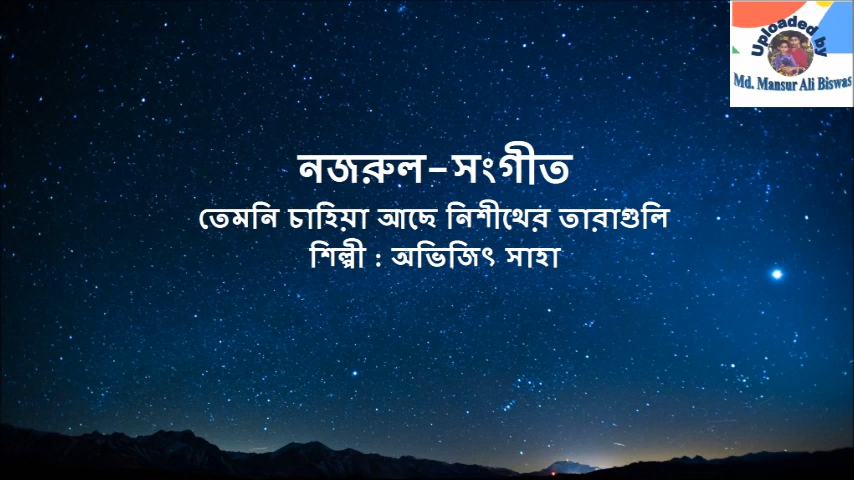 Uploaded by
Md. Mansur Ali Biswas
নজরুল-সংগীত
তেমনি চাহিয়া আছে নিশীথের তারাগুলি
শিল্পী : অভিজিৎ সাহা